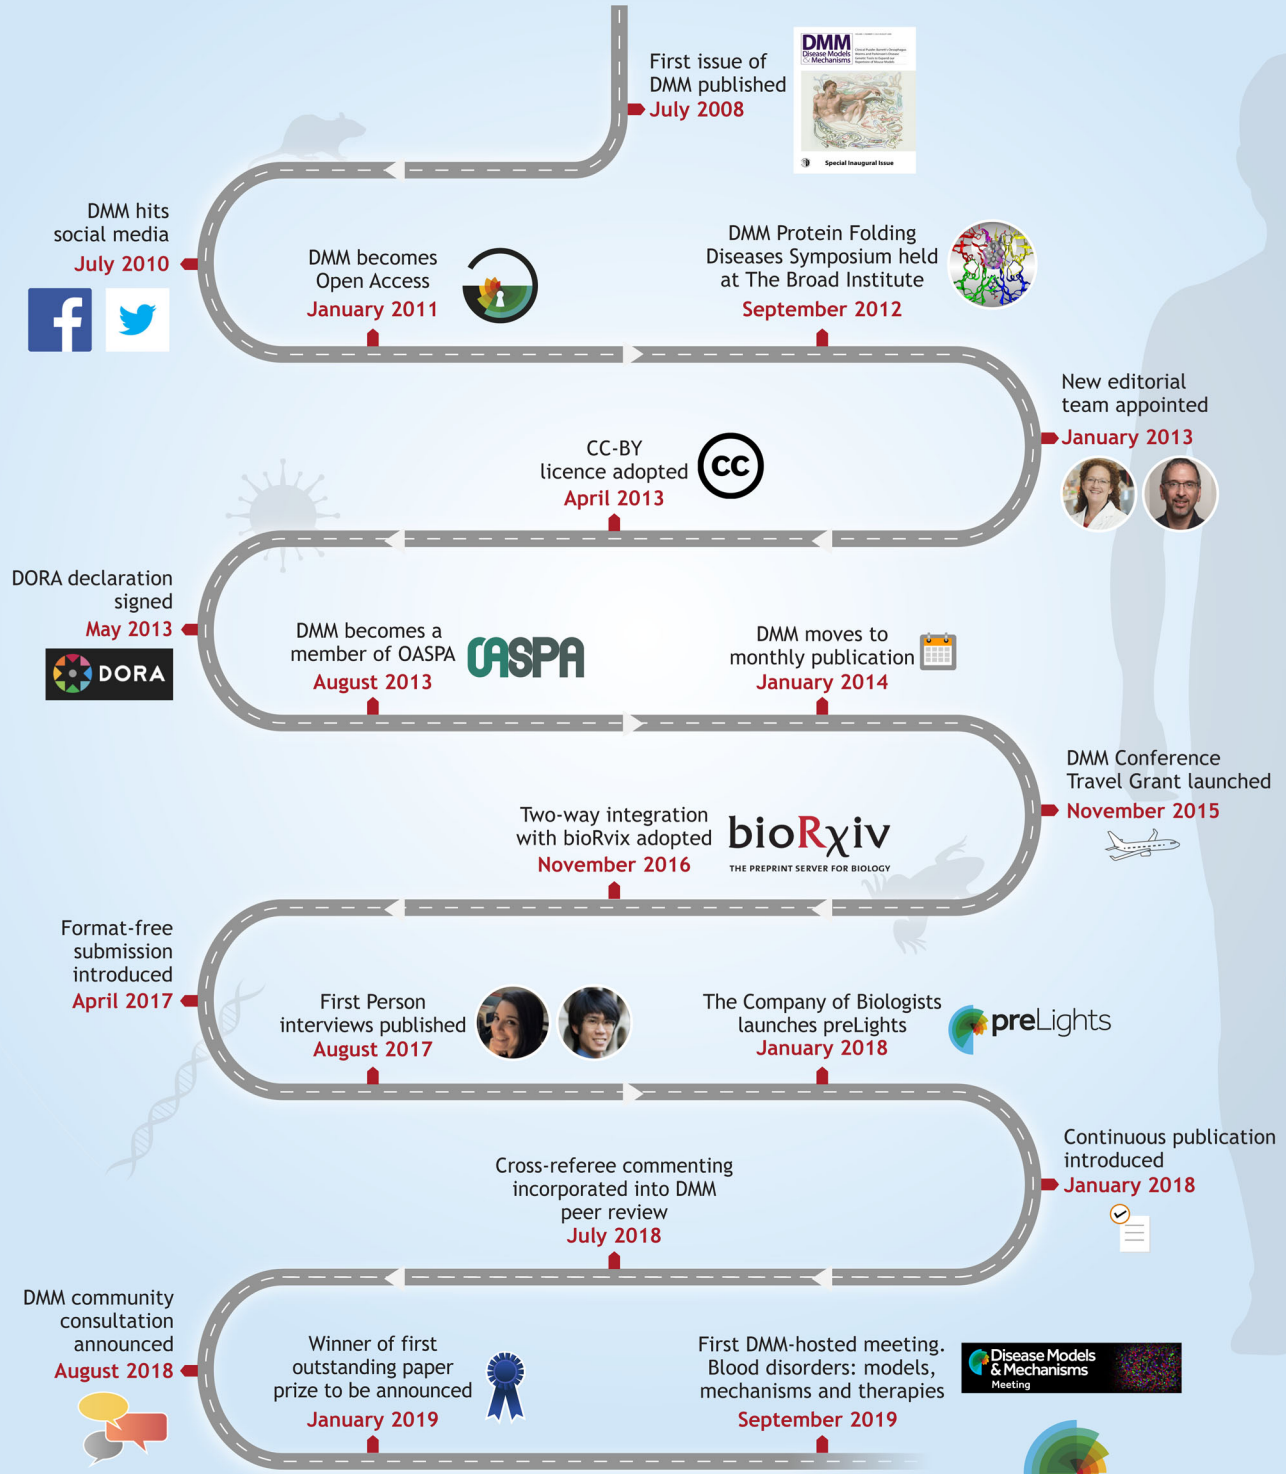 First issue of
DMM published
July 2008
DMM
Disease Models
& Mechanisms
Special Inaugural Issue
DMM hits
social media
July 2010
DMM becomes
Open Access
January 2011
DMM Protein Folding
Diseases Symposium held
at The Broad Institute
September 2012
New editorial
team appointed
January 2013
CC-BY
licence adopted
April 2013
cc
DORA declaration
signed
May 2013
DORA
DMM becomes a
member of OASPA
August 2013
OASPA
DMM moves to
monthly publication
January 2014
DMM Conference
Travel Grant launched
November 2015
Two-way integration
with bioRvix adopted
November 2016
bioRχiv
THE PREPRINT SERVER FOR BIOLOGY
Format-free
submission
introduced
April 2017
First Person
interviews published
August 2017
The Company of Biologists
launches preLights
January 2018
preLights
Continuous publication
introduced
January 2018
Cross-referee commenting
incorporated into DMM
peer review
July 2018
DMM community
consultation
announced
August 2018
Winner of first
outstanding paper
prize to be announced
January 2019
First DMM-hosted meeting.
Blood disorders: models,
mechanisms and therapies
September 2019
Disease Models
& Mechanisms
Meeting